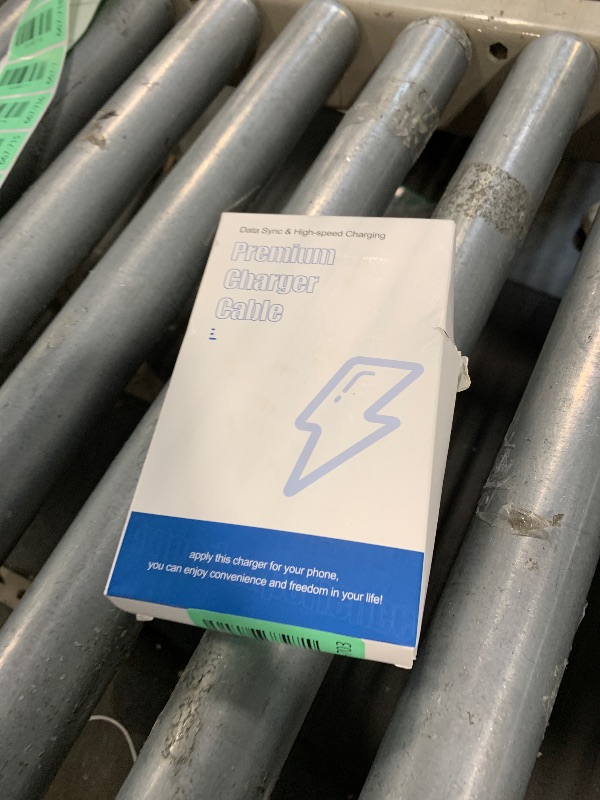 Data Sync & High-speed Charging
Premium
Charger
Cable
apply this charger for your phone,
you can enjoy convenience and freedom in your life!